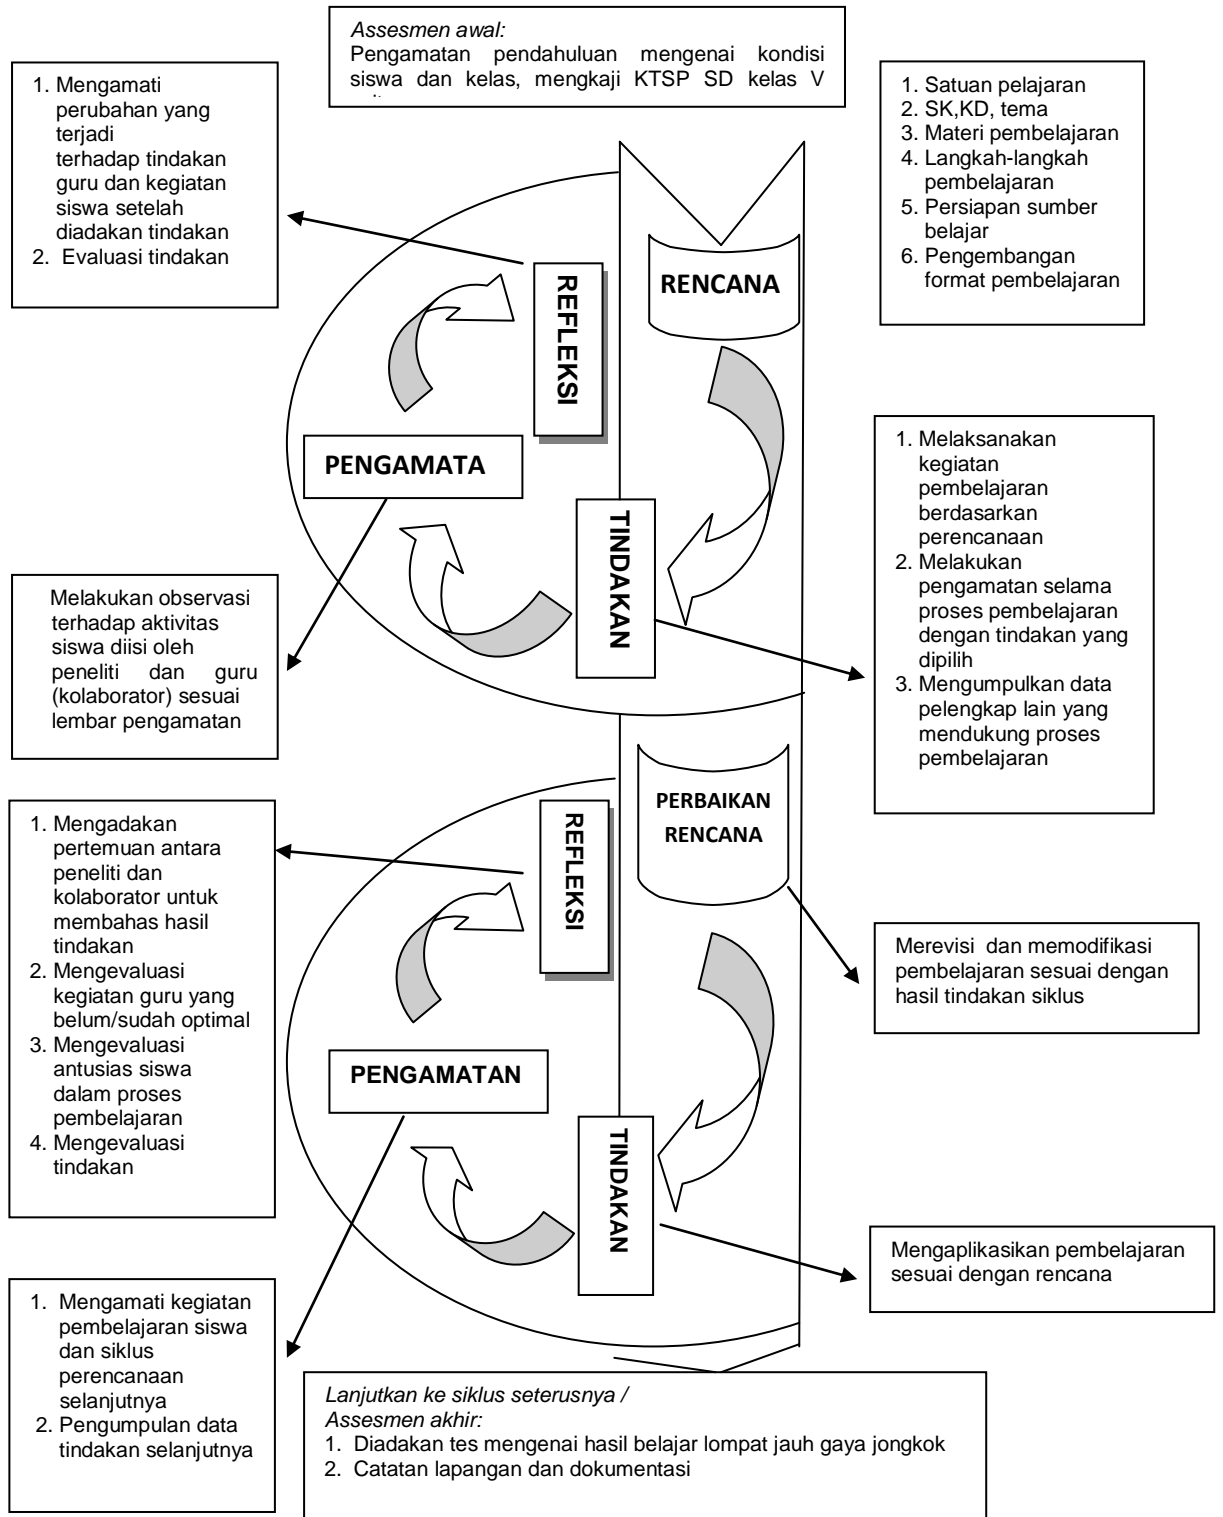 Assesmen awal:
Pengamatan pendahuluan mengenai kondisi
siswa dan kelas, mengkaji KTSP SD kelas V
1. Mengamati
perubahan yang
terjadi
terhadap tindakan
guru dan kegiatan
siswa setelah
diadakan tindakan
2. Evaluasi tindakan
1. Satuan pelajaran
2. SK,KD, tema
3. Materi pembelajaran
4. Langkah-langkah
pembelajaran
5. Persiapan sumber
belajar
6. Pengembangan
format pembelajaran
RENCANA
REFLEKSI
PENGAMATA
TINDAKAN
1. Melaksanakan
kegiatan
pembelajaran
berdasarkan
perencanaan
2. Melakukan
pengamatan selama
proses pembelajaran
dengan tindakan yang
dipilih
3. Mengumpulkan data
pelengkap lain yang
mendukung proses
pembelajaran
Melakukan observasi
terhadap aktivitas
siswa diisi oleh
peneliti dan guru
(kolaborator) sesuai
lembar pengamatan
PERBAIKAN
RENCANA
REFLEKSI
1. Mengadakan
pertemuan antara
peneliti dan
kolaborator untuk
membahas hasil
tindakan
2. Mengevaluasi
kegiatan guru yang
belum/sudah optimal
3. Mengevaluasi
antusias siswa
dalam proses
pembelajaran
4. Mengevaluasi
tindakan
Merevisi dan memodifikasi
pembelajaran sesuai dengan
hasil tindakan siklus
PENGAMATAN
TINDAKAN
Mengaplikasikan pembelajaran
sesuai dengan rencana
1. Mengamati kegiatan
pembelajaran siswa
dan siklus
perencanaan
selanjutnya
2. Pengumpulan data
tindakan selanjutnya
Lanjutkan ke siklus seterusnya /
Assesmen akhir:
1. Diadakan tes mengenai hasil belajar lompat jauh gaya jongkok
2. Catatan lapangan dan dokumentasi